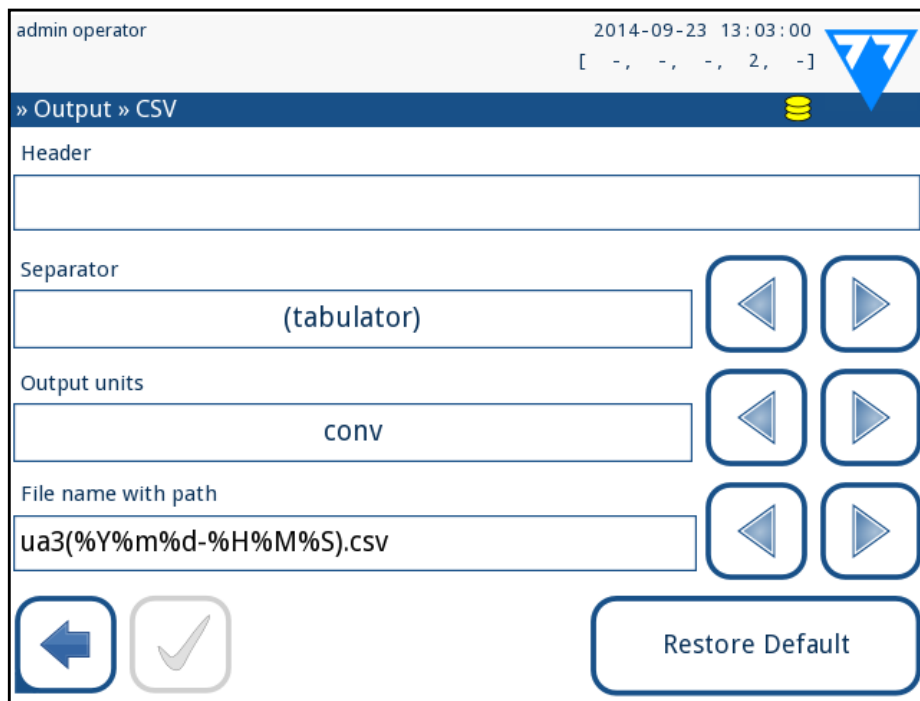 admin operator
2014-09-23 13:03:00
[ -, -, -, 2, -]
» Output » CSV
Header
Separator
(tabulator)
Output units
conv
File name with path
ua3(%Y%m%d-%H%M%S).csv
Restore Default